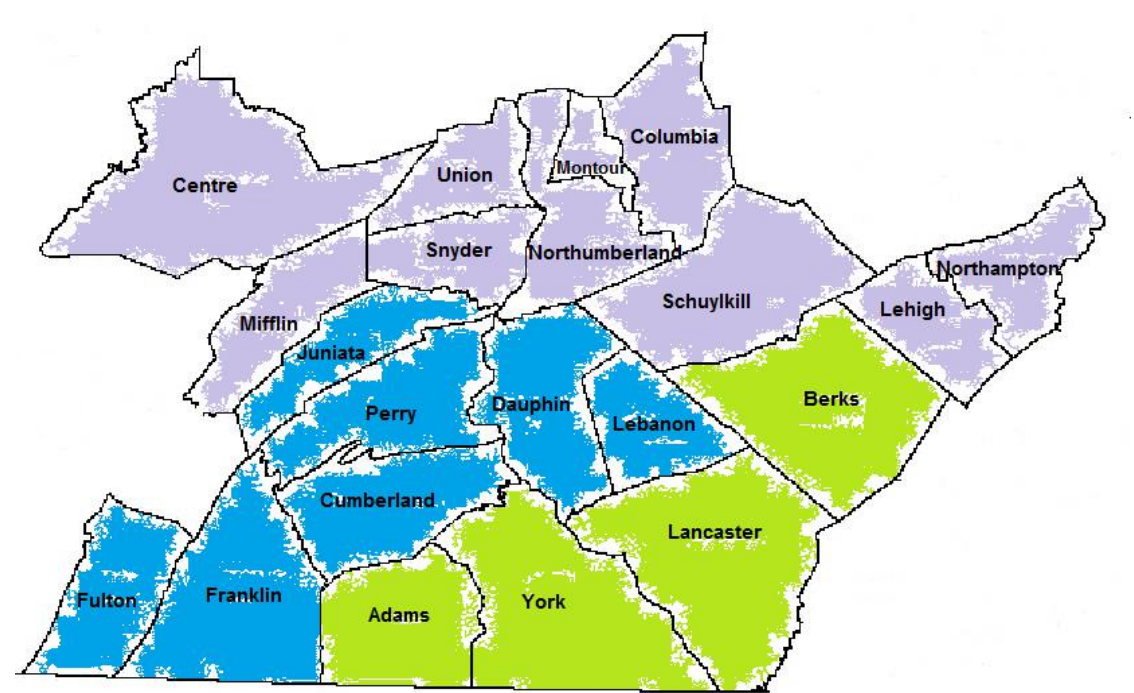 Columbia
Montour
Union
Centre
Snyder
Northumberland
Northampton
Schuylkill
Lehigh
Mifflin
Juniata
Berks
Dauphin
Perry
Lebanon
Cumberland
Lancaster
Franklin
Fulton
York
Adams